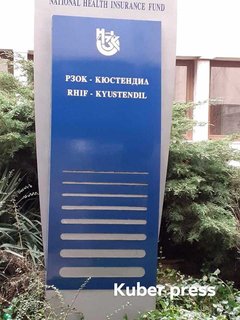 NATIONAL HEALTH INSURANCE FUND
РЗОК - КЮСТЕНДИЛ
RHIF - KYUSTENDIL
Kuber press